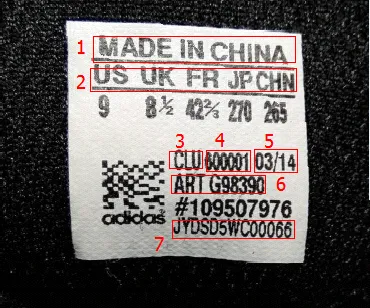 1 MADE IN CHINA
2 US UK FR JP CHN
9 8½ 42⅔ 270 265
3 4 5
CLU 600001 03/14
ART G98390 6
adidas #109507976
7 JYDSD5WC00066